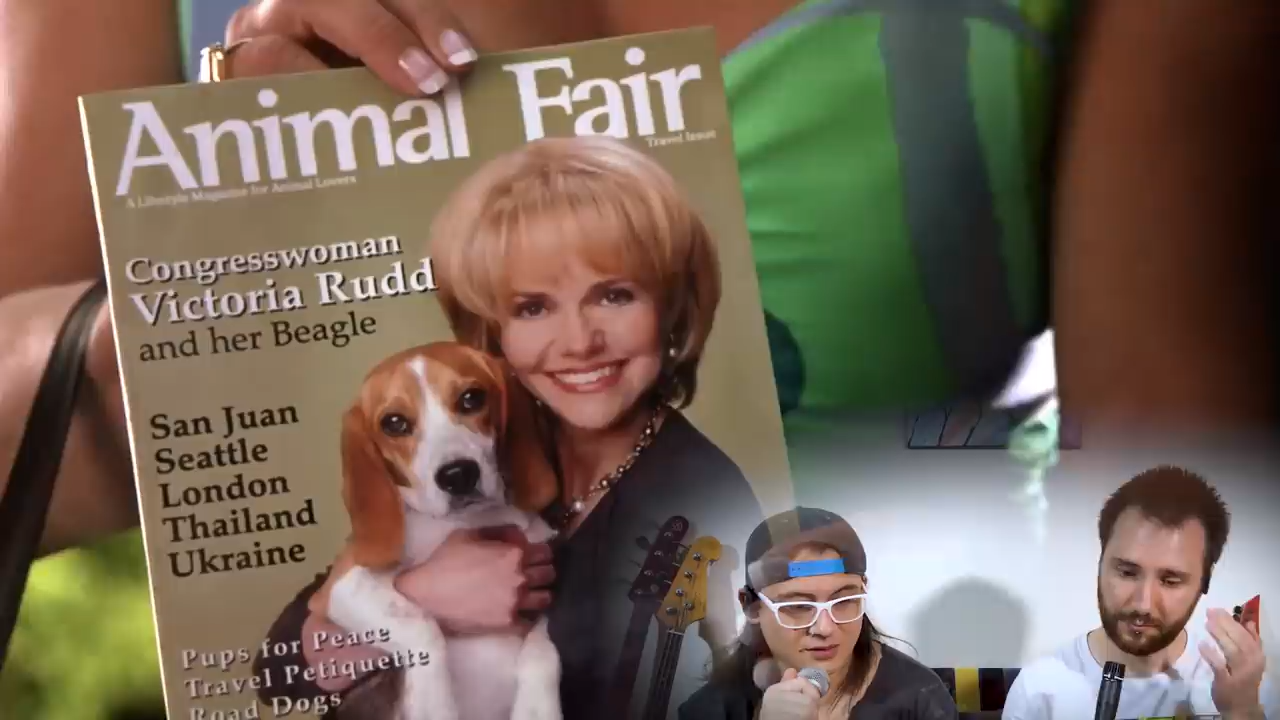 Animal Fair
Travel Issue
A Lifestyle Magazine for Animal Lovers
Congresswoman
Victoria Rudd
and her Beagle
San Juan
Seattle
London
Thailand
Ukraine
Pups for Peace
Travel Petiquette
Road Dogs